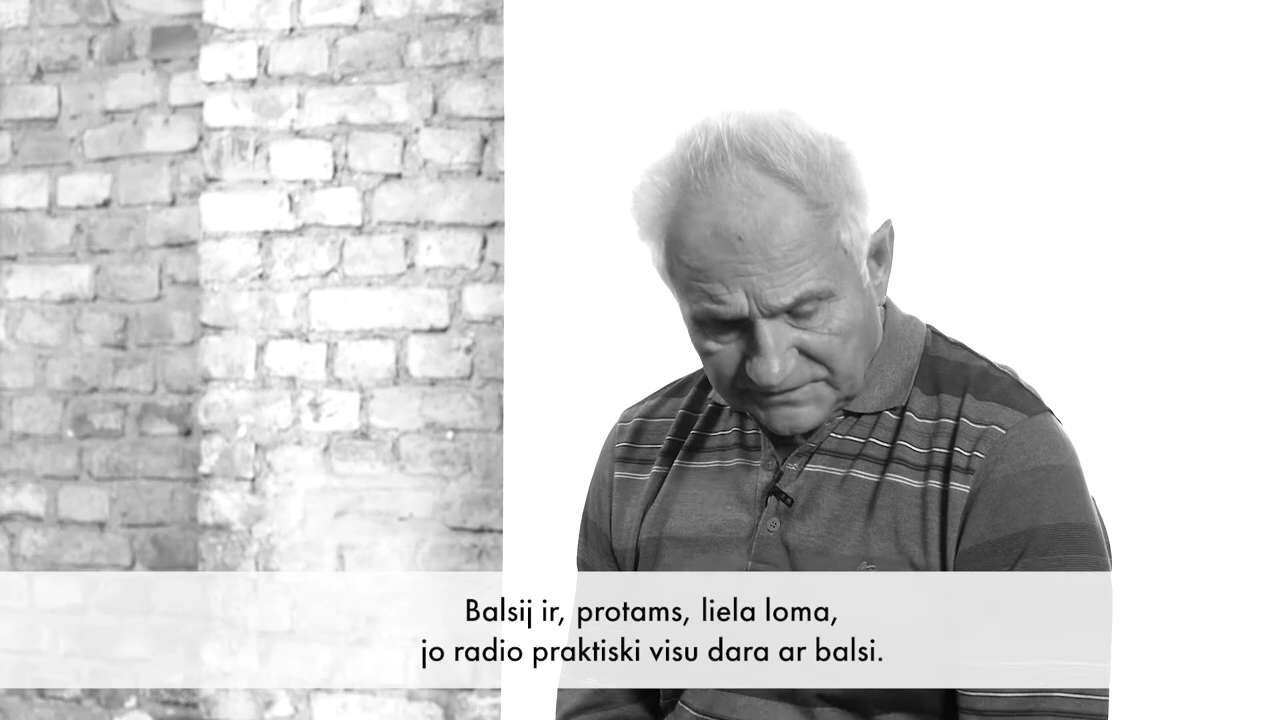 Balsij ir, protams, liela loma,
jo radio praktiski visu dara ar balsi.